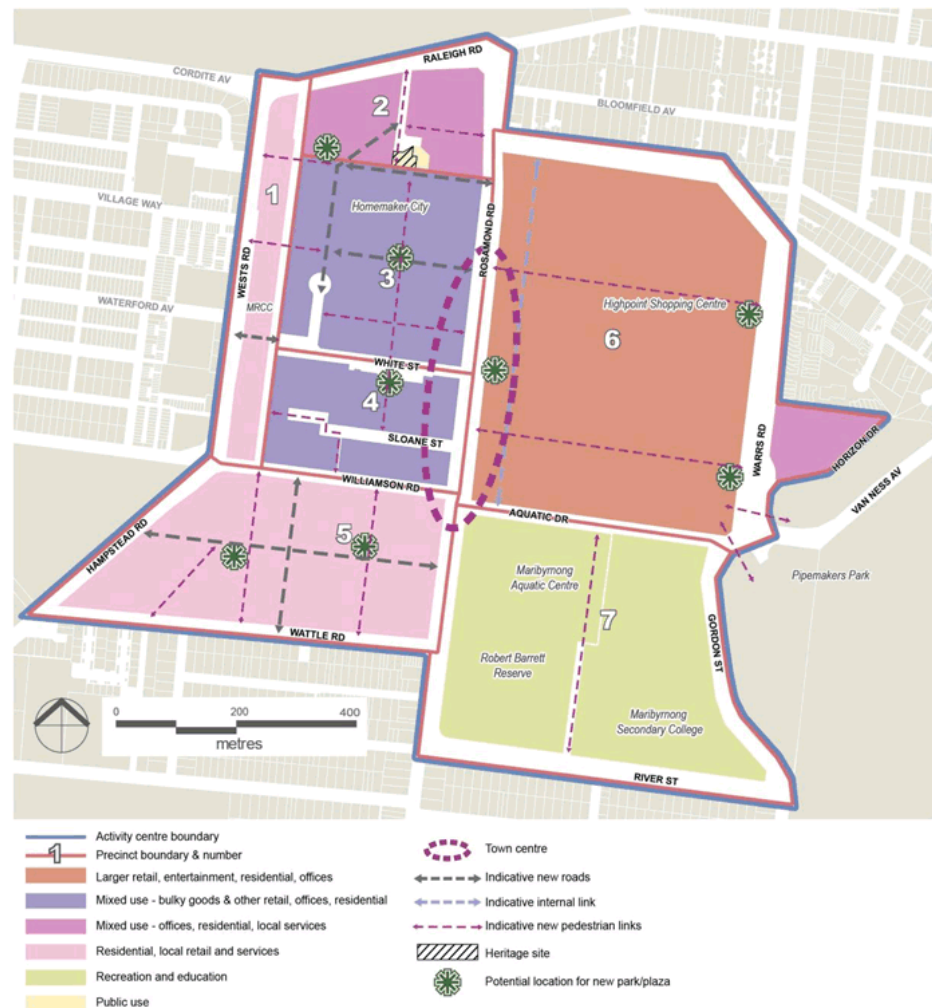 RALEIGH RD
CORDITE AV
BLOOMFIELD AV
2
1
VILLAGE WAY
Homemaker City
ROSAMOND RD
3
WESTS RD
Highpoint Shopping Centre
WATERFORD AV
MRCC
6
WHITE ST
4
SLOANE ST
WARRS RD
HORIZON DR
WILLIAMSON RD
VAN NESS AV
AQUATIC DR
HAMPSTEAD RD
5
Maribyrnong
Aquatic Centre
Pipemakers Park
7
WATTLE RD
GORDON ST
Robert Barrett
Reserve
0 200 400
metres
Maribyrnong
Secondary College
RIVER ST
Activity centre boundary
1 Precinct boundary & number
Larger retail, entertainment, residential, offices
Mixed use - bulky goods & other retail, offices, residential
Mixed use - offices, residential, local services
Residential, local retail and services
Recreation and education
Public use
Town centre
Indicative new roads
Indicative internal link
Indicative new pedestrian links
Heritage site
Potential location for new park/plaza